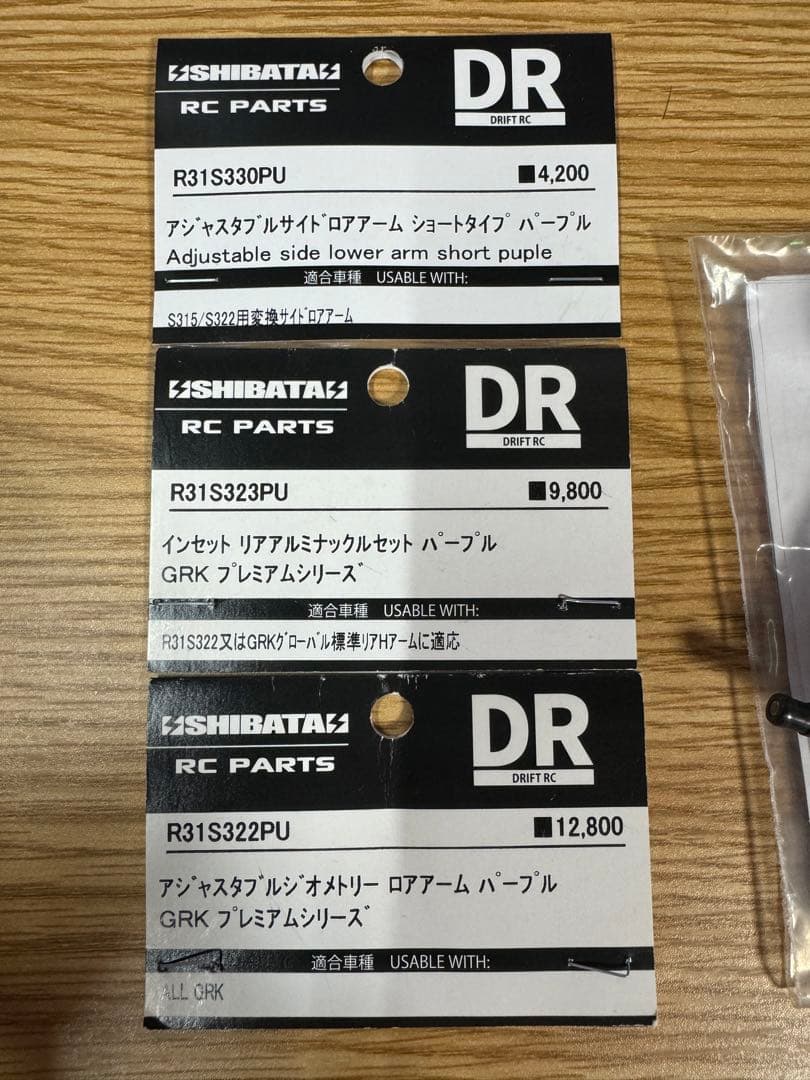 SHIBATA
RC PARTS
DR
DRIFT RC
R31S330PU ■4,200
アジャスタブルサイドロアアーム ショートタイプ パープル
Adjustable side lower arm short puple
適合車種 USABLE WITH:
S315/S322用変換サイドロアアーム
SHIBATA
RC PARTS
DR
DRIFT RC
R31S323PU ■9,800
インセット リアアルミナックルセット パープル
GRK プレミアムシリーズ
適合車種 USABLE WITH:
R31S322又はGRKグローバル標準リアHアームに適応
SHIBATA
RC PARTS
DR
DRIFT RC
R31S322PU ■12,800
アジャスタブルジオメトリー ロアアーム パープル
GRK プレミアムシリーズ
適合車種 USABLE WITH:
ALL GRK